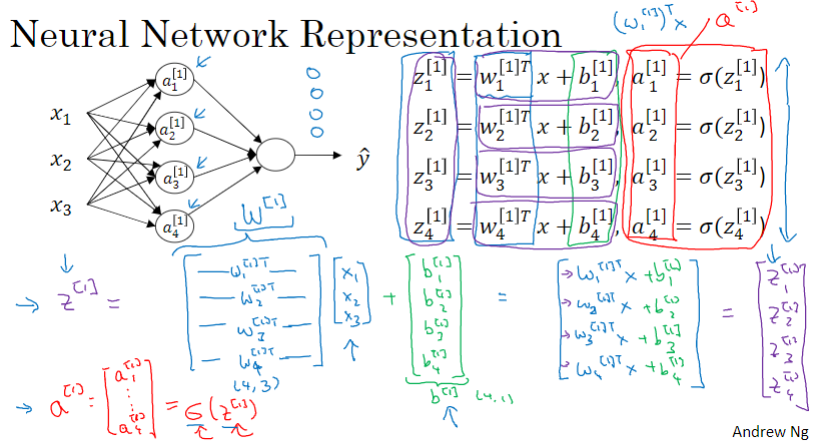 Neural Network Representation
(w₁^[1])^T x
a^[1]
z₁^[1] = w₁^[1]T x + b₁^[1], a₁^[1] = σ(z₁^[1])
z₂^[1] = w₂^[1]T x + b₂^[1], a₂^[1] = σ(z₂^[1])
z₃^[1] = w₃^[1]T x + b₃^[1], a₃^[1] = σ(z₃^[1])
z₄^[1] = w₄^[1]T x + b₄^[1], a₄^[1] = σ(z₄^[1])
a₁^[1]
x₁
a₂^[1]
x₂
ŷ
a₃^[1]
x₃
a₄^[1]
W^[1]
→ z^[1] = [ w₁^[1]T w₂^[1]T w₃^[1]T w₄^[1]T ] [ x₁ x₂ x₃ ] + [ b₁^[1] b₂^[1] b₃^[1] b₄^[1] ] = [ → w₁^[1]T x + b₁^[1] → w₂^[1]T x + b₂^[1] → w₃^[1]T x + b₃^[1] → w₄^[1]T x + b₄^[1] ] = [ z₁^[1] z₂^[1] z₃^[1] z₄^[1] ]
(4,3)
b^[1] (4,1)
→ a^[1] = [ a₁^[1] ⋮ a₄^[1] ] = σ(z^[1])
Andrew Ng